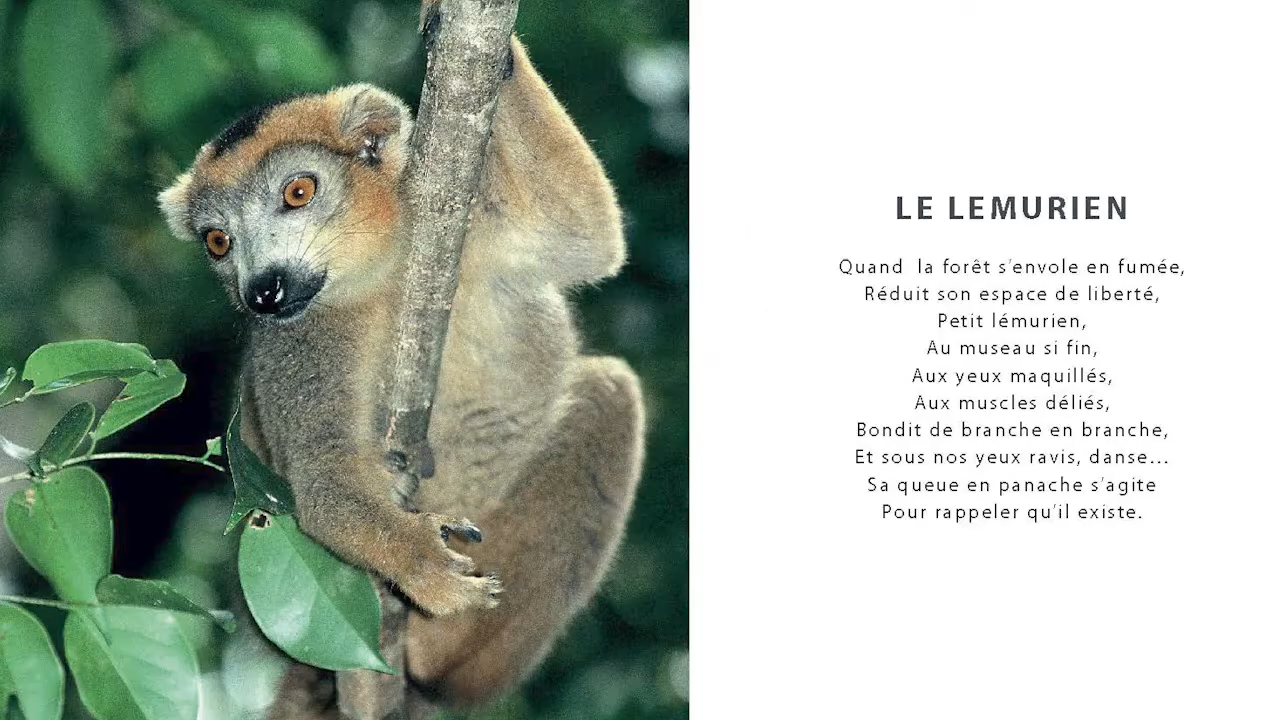 LE LEMURIEN
Quand la forêt s'envole en fumée,
Réduit son espace de liberté,
Petit lémurien,
Au museau si fin,
Aux yeux maquillés,
Aux muscles déliés,
Bondit de branche en branche,
Et sous nos yeux ravis, danse...
Sa queue en panache s'agite
Pour rappeler qu'il existe.